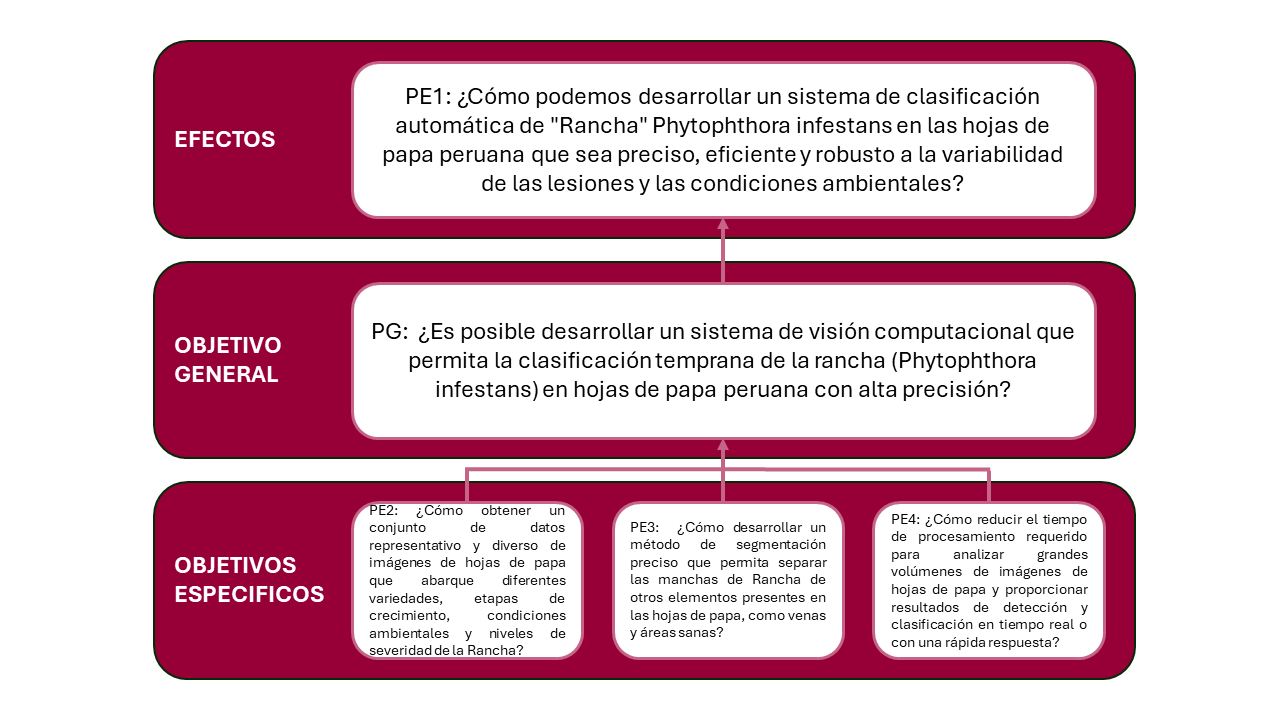 EFECTOS
PE1: ¿Cómo podemos desarrollar un sistema de clasificación
automática de "Rancha" Phytophthora infestans en las hojas de
papa peruana que sea preciso, eficiente y robusto a la variabilidad
de las lesiones y las condiciones ambientales?
OBJETIVO
GENERAL
PG: ¿Es posible desarrollar un sistema de visión computacional que
permita la clasificación temprana de la rancha (Phytophthora
infestans) en hojas de papa peruana con alta precisión?
OBJETIVOS
ESPECIFICOS
PE2: ¿Cómo obtener un
conjunto de datos
representativo y diverso de
imágenes de hojas de papa
que abarque diferentes
variedades, etapas de
crecimiento, condiciones
ambientales y niveles de
severidad de la Rancha?
PE3: ¿Cómo desarrollar un
método de segmentación
preciso que permita separar
las manchas de Rancha de
otros elementos presentes en
las hojas de papa, como venas
y áreas sanas?
PE4: ¿Cómo reducir el tiempo
de procesamiento requerido
para analizar grandes
volúmenes de imágenes de
hojas de papa y proporcionar
resultados de detección y
clasificación en tiempo real o
con una rápida respuesta?